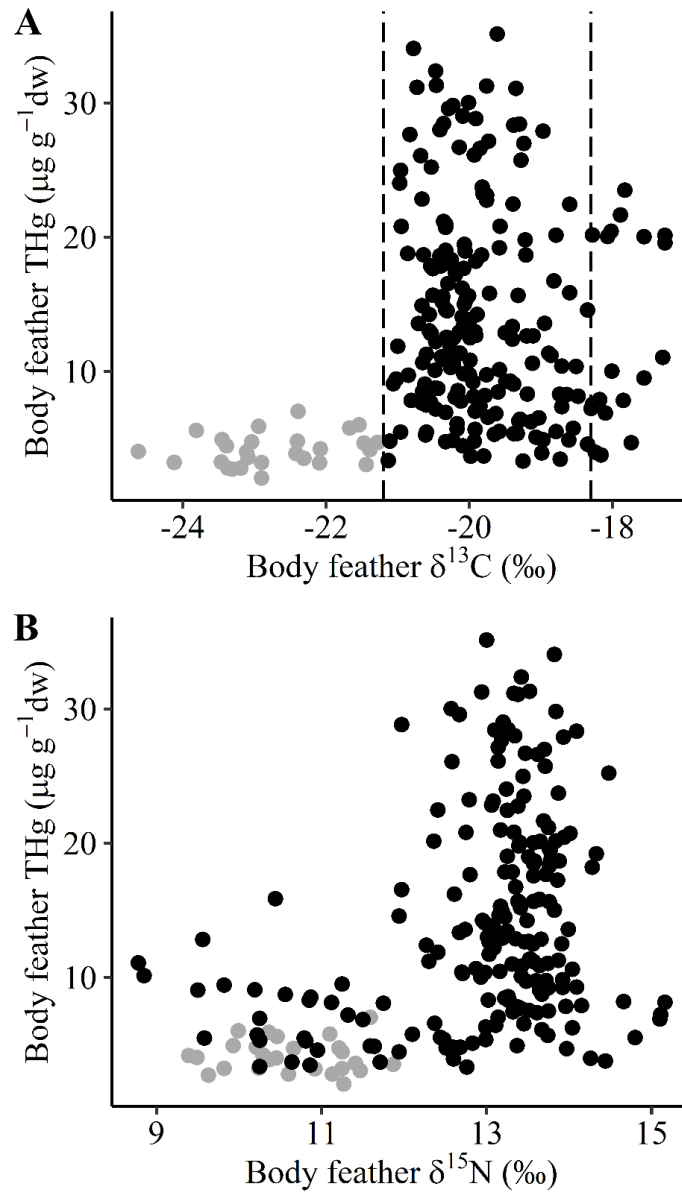 A
Body feather THg (μg g⁻¹dw)
30
20
10
-24 -22 -20 -18
Body feather δ¹³C (‰)
B
Body feather THg (μg g⁻¹dw)
30
20
10
9 11 13 15
Body feather δ¹⁵N (‰)